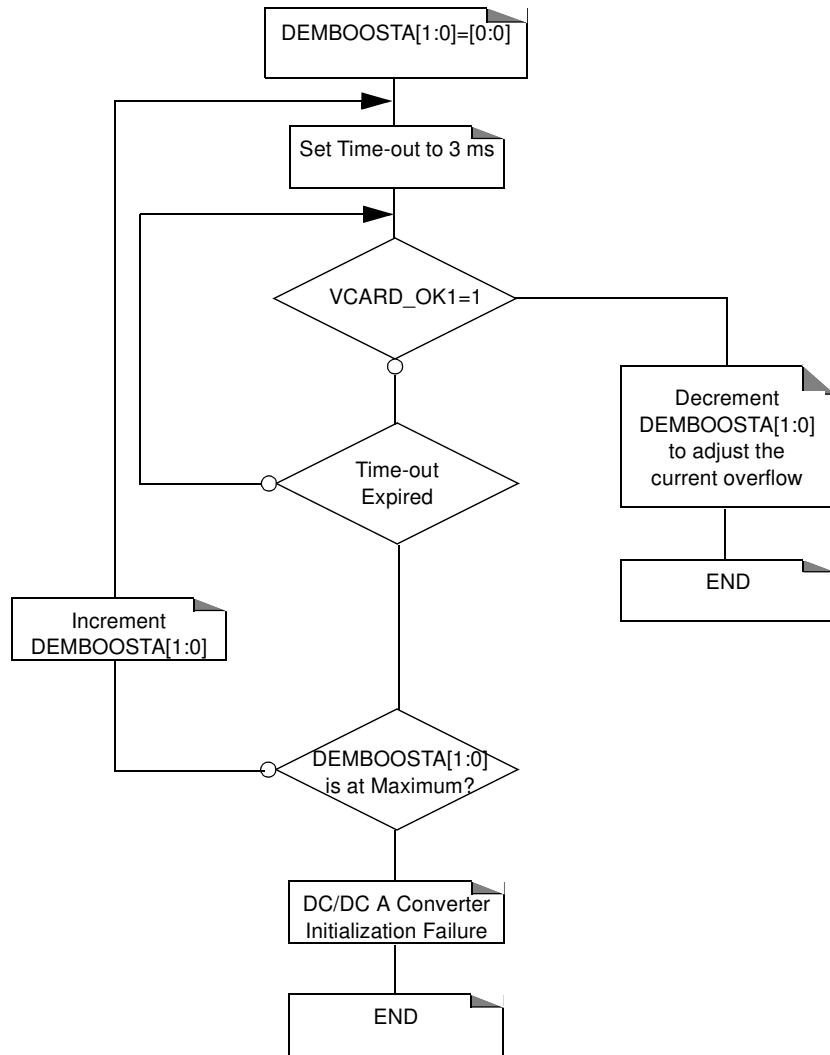 DEMBOOSTA[1:0]=[0:0]
Set Time-out to 3 ms
VCARD_OK1=1
Decrement
DEMBOOSTA[1:0]
to adjust the
current overflow
Time-out
Expired
END
Increment
DEMBOOSTA[1:0]
DEMBOOSTA[1:0]
is at Maximum?
DC/DC A Converter
Initialization Failure
END